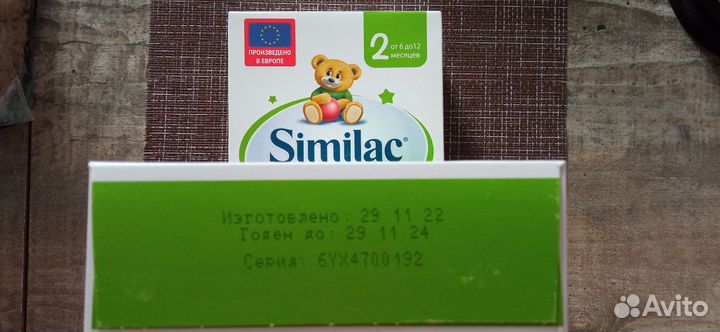 ПРОИЗВЕДЕНО
В ЕВРОПЕ
2 от 6 до 12
месяцев
Similac®
Изготовлено: 29 11 22
Годен до: 29 11 24
Серия: 6YX4700192
Avito